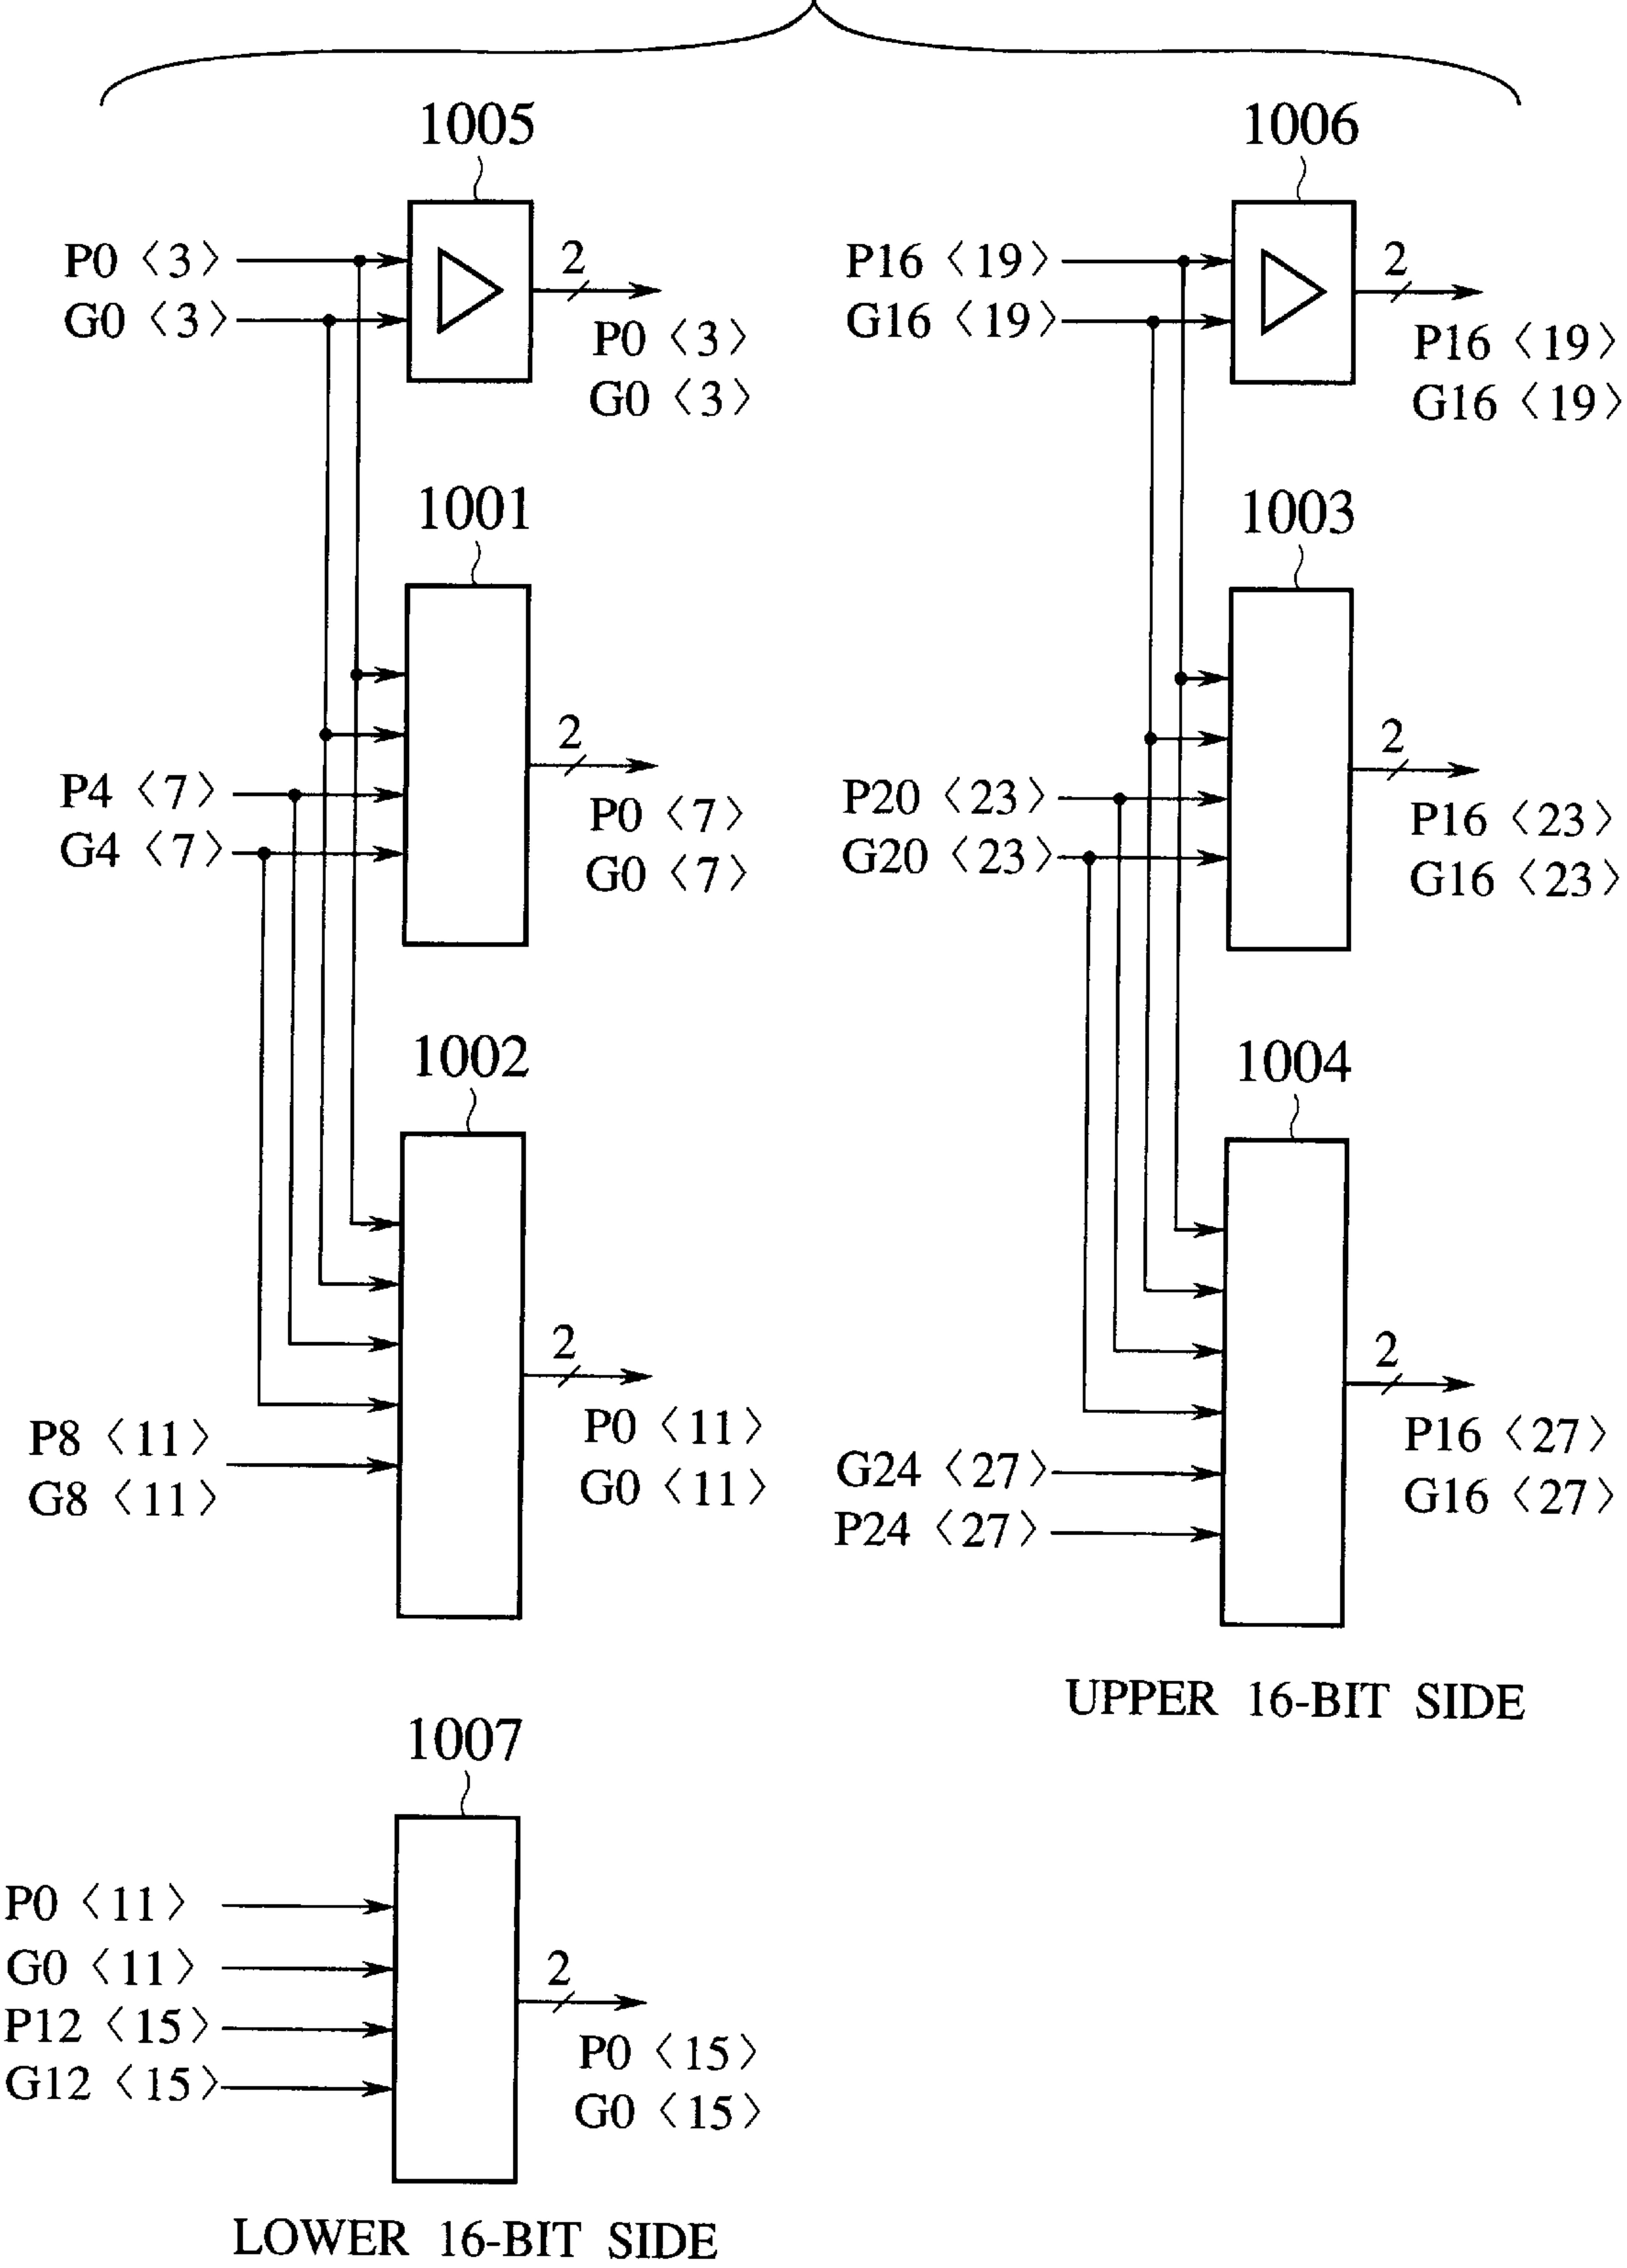 1005
P0 〈3〉
G0 〈3〉
2
P0 〈3〉
G0 〈3〉
1001
P4 〈7〉
G4 〈7〉
2
P0 〈7〉
G0 〈7〉
1002
P8 〈11〉
G8 〈11〉
2
P0 〈11〉
G0 〈11〉
1007
P0 〈11〉
G0 〈11〉
P12 〈15〉
G12 〈15〉
2
P0 〈15〉
G0 〈15〉
LOWER 16-BIT SIDE
1006
P16 〈19〉
G16 〈19〉
2
P16 〈19〉
G16 〈19〉
1003
P20 〈23〉
G20 〈23〉
2
P16 〈23〉
G16 〈23〉
1004
G24 〈27〉
P24 〈27〉
2
P16 〈27〉
G16 〈27〉
UPPER 16-BIT SIDE